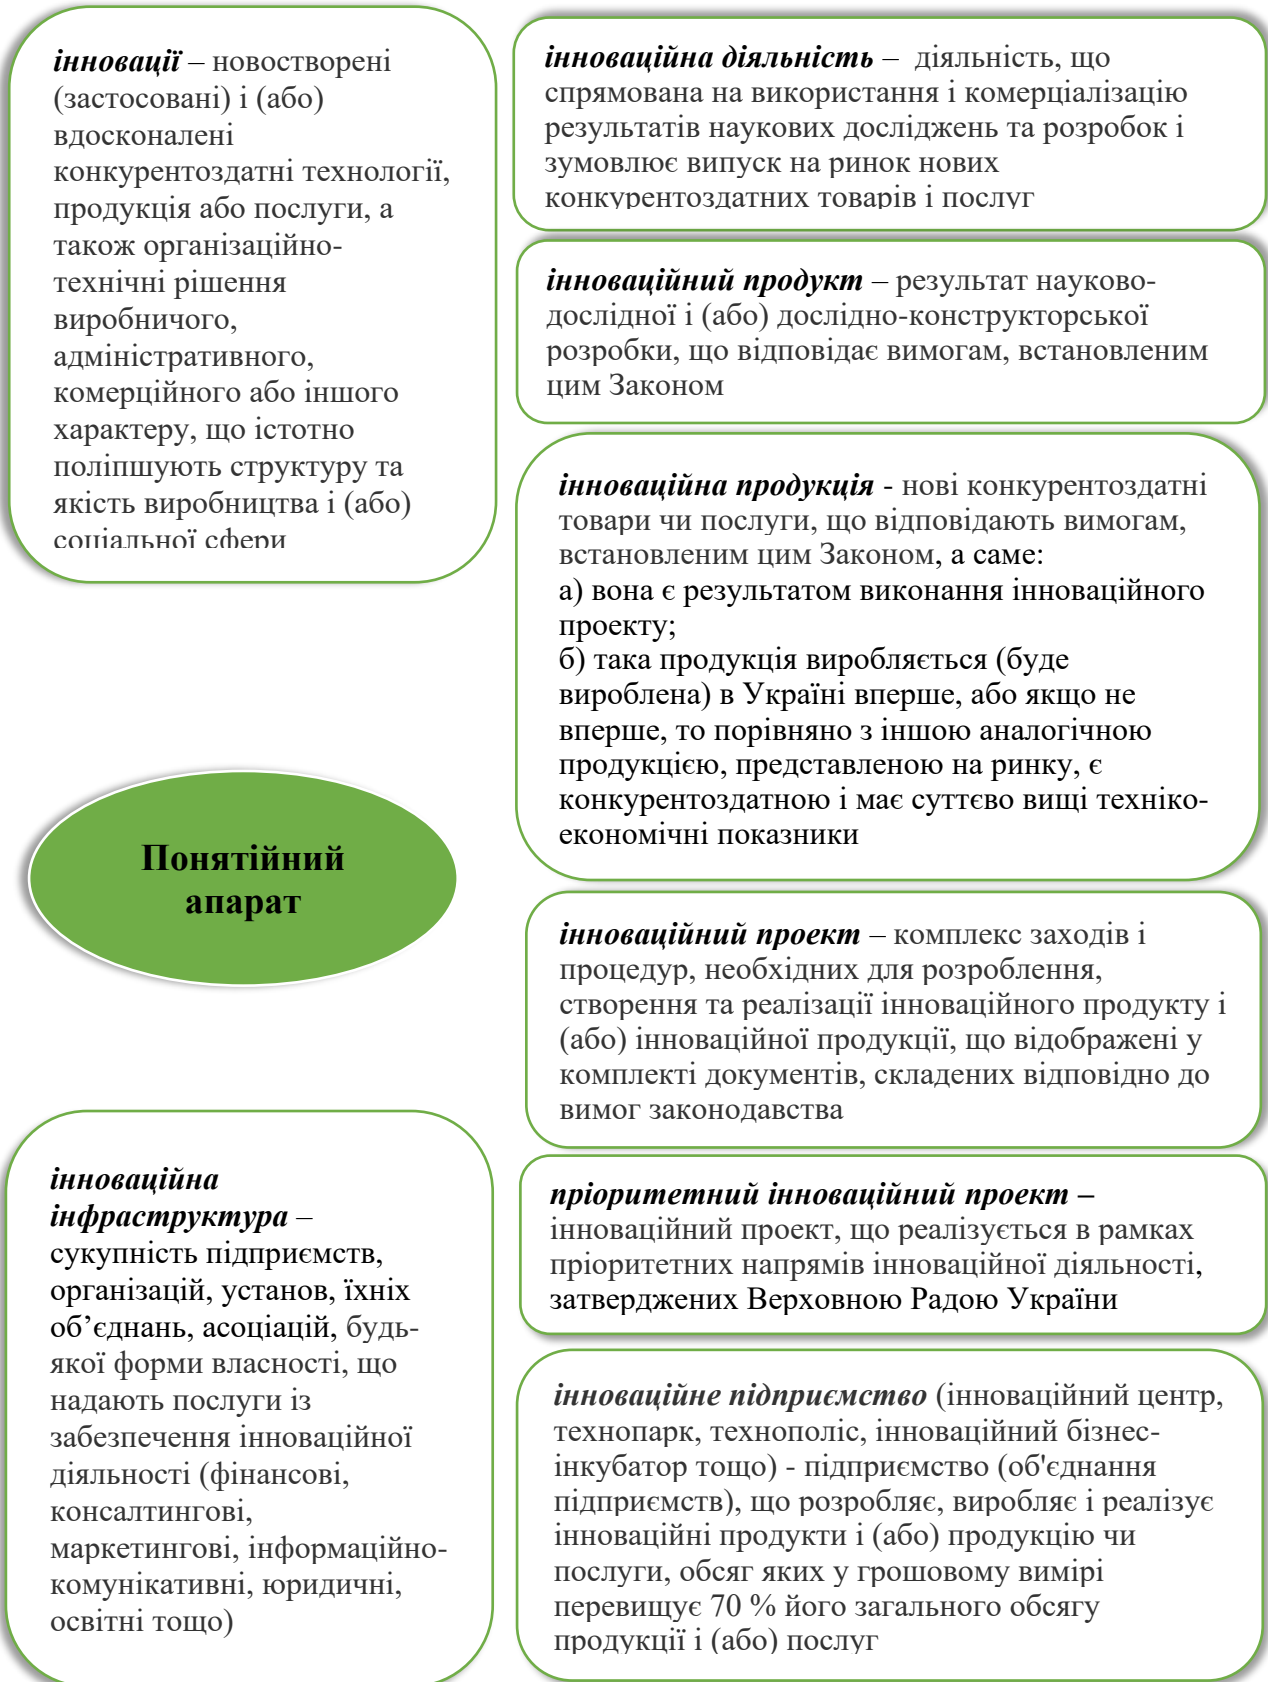 інновації – новостворені
(застосовані) і (або)
вдосконалені
конкурентоздатні технології,
продукція або послуги, а
також організаційно-
технічні рішення
виробничого,
адміністративного,
комерційного або іншого
характеру, що істотно
поліпшують структуру та
якість виробництва і (або)
соціальної сфери
інноваційна діяльність – діяльність, що
спрямована на використання і комерціалізацію
результатів наукових досліджень та розробок і
зумовлює випуск на ринок нових
конкурентоздатних товарів і послуг
інноваційний продукт – результат науково-
дослідної і (або) дослідно-конструкторської
розробки, що відповідає вимогам, встановленим
цим Законом
інноваційна продукція - нові конкурентоздатні
товари чи послуги, що відповідають вимогам,
встановленим цим Законом, а саме:
а) вона є результатом виконання інноваційного
проекту;
б) така продукція виробляється (буде
вироблена) в Україні вперше, або якщо не
вперше, то порівняно з іншою аналогічною
продукцією, представленою на ринку, є
конкурентоздатною і має суттєво вищі техніко-
економічні показники
Понятійний
апарат
інноваційний проект – комплекс заходів і
процедур, необхідних для розроблення,
створення та реалізації інноваційного продукту і
(або) інноваційної продукції, що відображені у
комплекті документів, складених відповідно до
вимог законодавства
інноваційна
інфраструктура –
сукупність підприємств,
організацій, установ, їхніх
об’єднань, асоціацій, будь-
якої форми власності, що
надають послуги із
забезпечення інноваційної
діяльності (фінансові,
консалтингові,
маркетингові, інформаційно-
комунікативні, юридичні,
освітні тощо)
пріоритетний інноваційний проект –
інноваційний проект, що реалізується в рамках
пріоритетних напрямів інноваційної діяльності,
затверджених Верховною Радою України
інноваційне підприємство (інноваційний центр,
технопарк, технополіс, інноваційний бізнес-
інкубатор тощо) - підприємство (об'єднання
підприємств), що розробляє, виробляє і реалізує
інноваційні продукти і (або) продукцію чи
послуги, обсяг яких у грошовому вимірі
перевищує 70 % його загального обсягу
продукції і (або) послуг